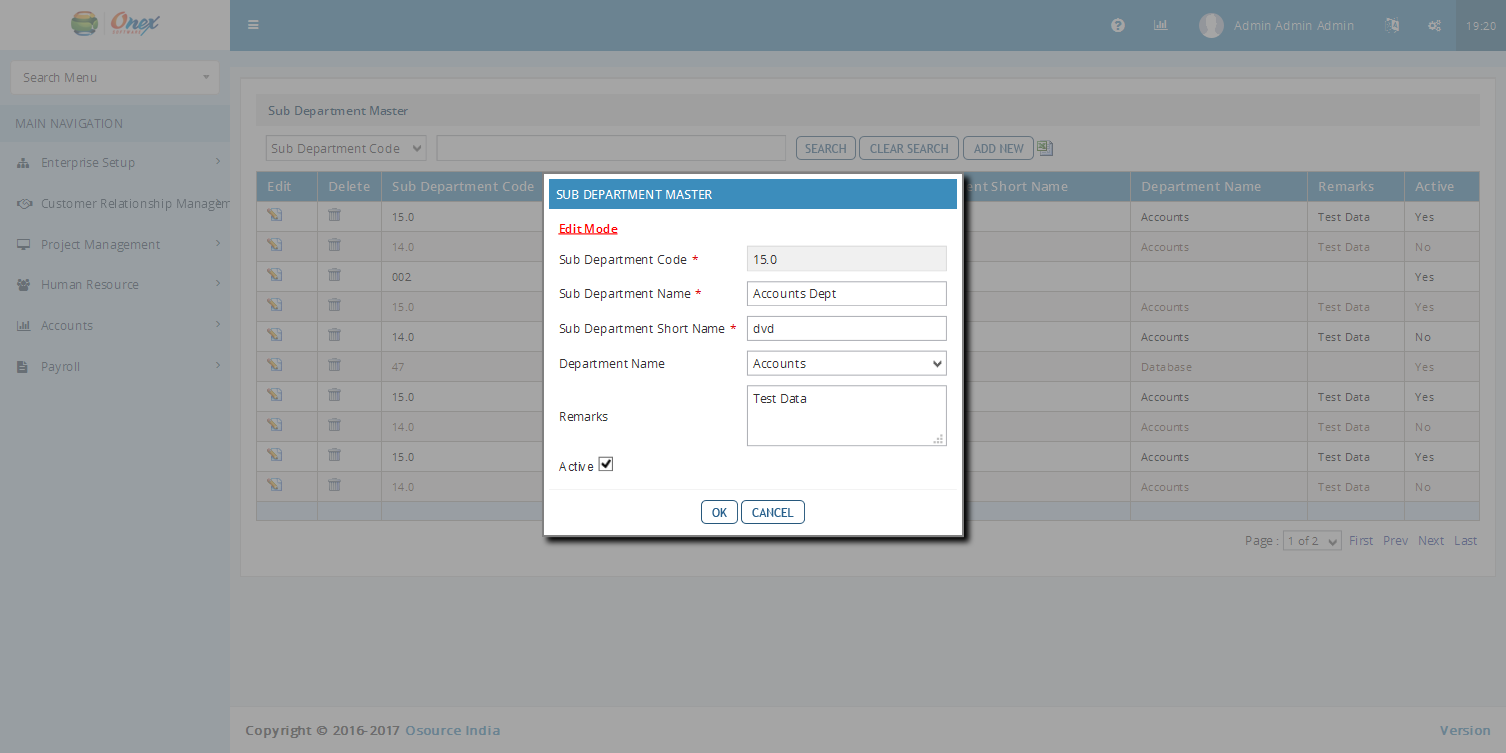 Onex
SOFTWARE
Admin Admin Admin
19:20
Search Menu
MAIN NAVIGATION
Enterprise Setup
Customer Relationship Managem
Project Management
Human Resource
Accounts
Payroll
Sub Department Master
Sub Department Code
SEARCH
CLEAR SEARCH
ADD NEW
Edit Delete Sub Department Code ent Short Name Department Name Remarks Active
15.0 Accounts Test Data Yes
14.0 Accounts Test Data No
002 Yes
15.0 Accounts Test Data Yes
14.0 Accounts Test Data No
47 Database Yes
15.0 Accounts Test Data Yes
14.0 Accounts Test Data No
15.0 Accounts Test Data Yes
14.0 Accounts Test Data No
Page : 1 of 2 First Prev Next Last
SUB DEPARTMENT MASTER
Edit Mode
Sub Department Code * 15.0
Sub Department Name * Accounts Dept
Sub Department Short Name * dvd
Department Name Accounts
Remarks Test Data
Active
OK CANCEL
Copyright © 2016-2017 Osource India
Version